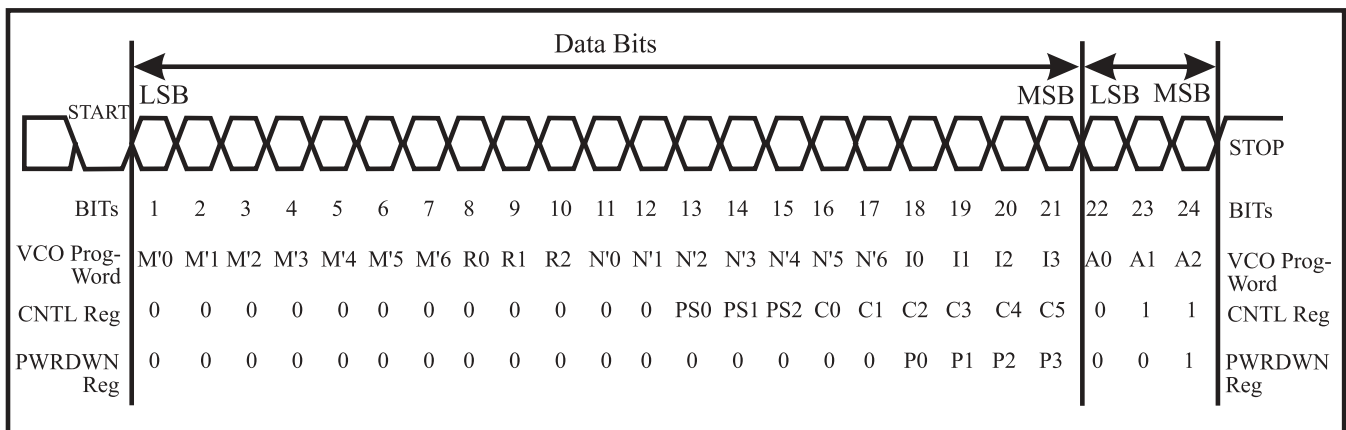 Data Bits
START LSB MSB LSB MSB
STOP
BITs 1 2 3 4 5 6 7 8 9 10 11 12 13 14 15 16 17 18 19 20 21 22 23 24 BITs
VCO Prog-
Word
M'0 M'1 M'2 M'3 M'4 M'5 M'6 R0 R1 R2 N'0 N'1 N'2 N'3 N'4 N'5 N'6 I0 I1 I2 I3 A0 A1 A2
VCO Prog-
Word
CNTL Reg 0 0 0 0 0 0 0 0 0 0 0 0 PS0 PS1 PS2 C0 C1 C2 C3 C4 C5 0 1 1 CNTL Reg
PWRDWN
Reg
0 0 0 0 0 0 0 0 0 0 0 0 0 0 0 0 0 P0 P1 P2 P3 0 0 1
PWRDWN
Reg